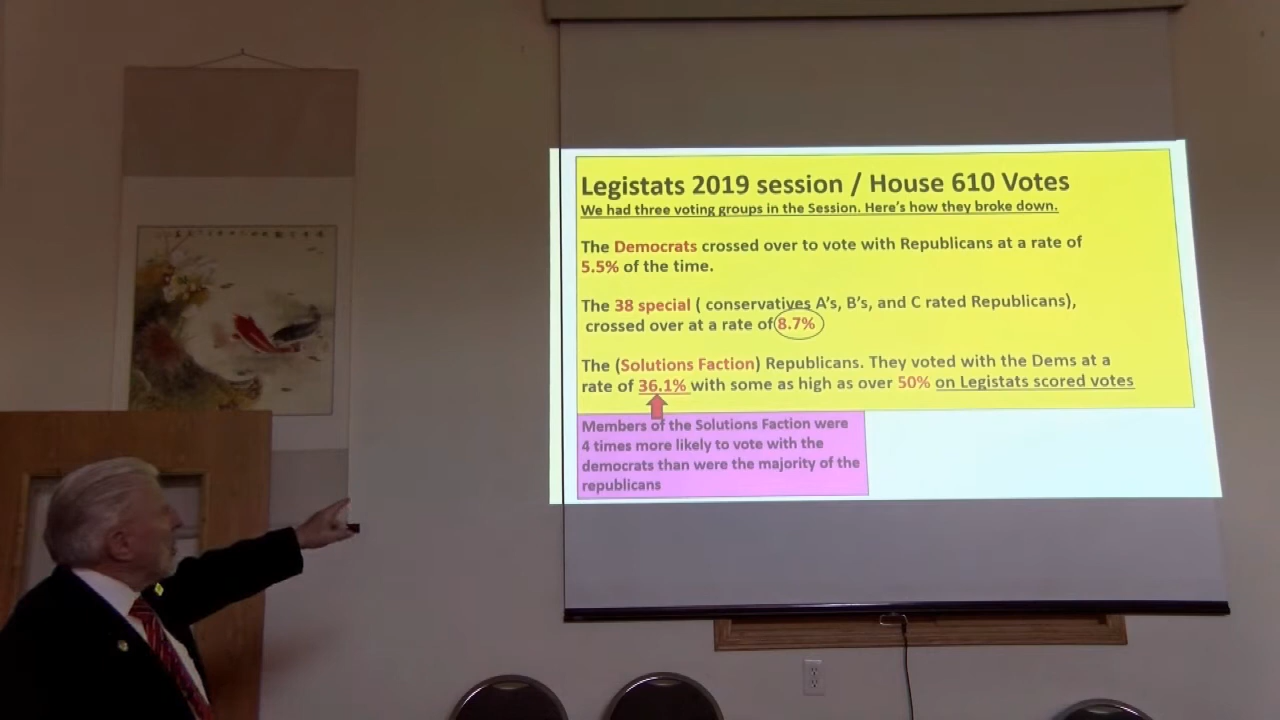 Legistats 2019 session / House 610 Votes
We had three voting groups in the Session. Here's how they broke down.
The Democrats crossed over to vote with Republicans at a rate of
5.5% of the time.
The 38 special ( conservatives A's, B's, and C rated Republicans),
crossed over at a rate of 8.7%
The (Solutions Faction) Republicans. They voted with the Dems at a
rate of 36.1% with some as high as over 50% on Legistats scored votes
Members of the Solutions Faction were
4 times more likely to vote with the
democrats than were the majority of the
republicans